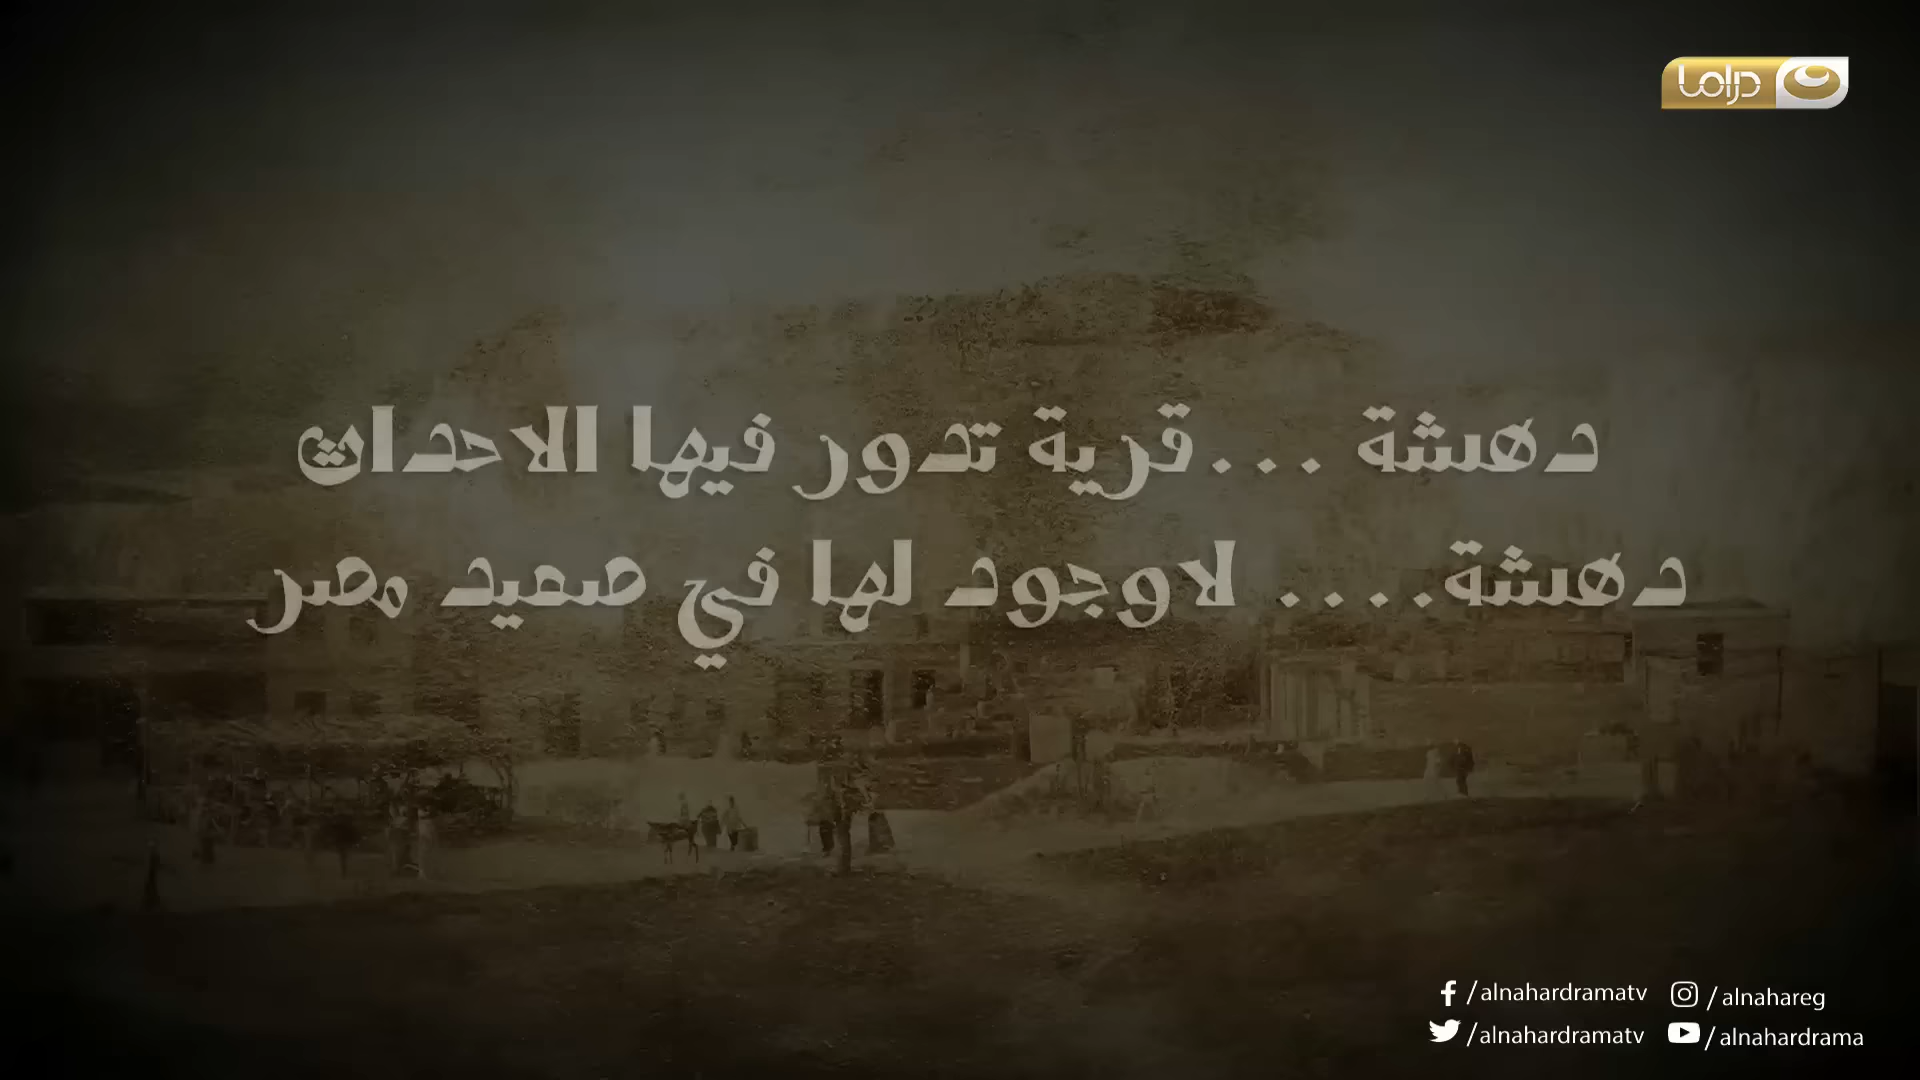 دراما
دهشة ...قرية تدور فيها الاحداث
دهشة.... لاوجود لها في صعيد مصر
/alnahardramatv
/alnahareg
/alnahardramatv
/alnahardrama